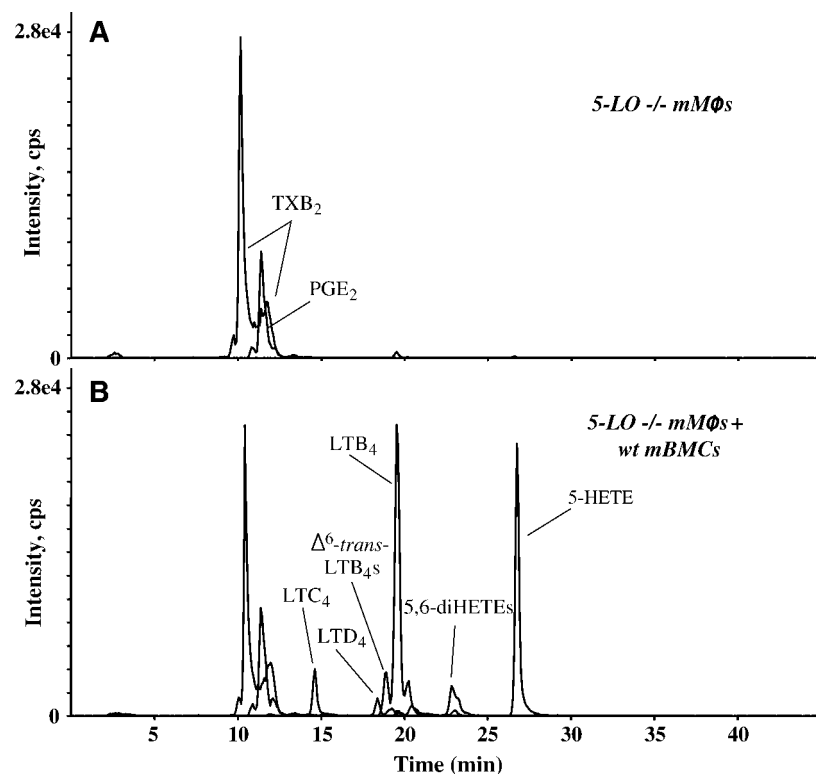 2.8e4
A
5-LO -/- mMΦs
Intensity, cps
TXB₂
PGE₂
0
2.8e4
B
5-LO -/- mMΦs +
wt mBMCs
Intensity, cps
LTB₄
5-HETE
Δ⁶-trans-
LTB₄s
LTC₄
5,6-diHETEs
LTD₄
0
5 10 15 20 25 30 35 40
Time (min)